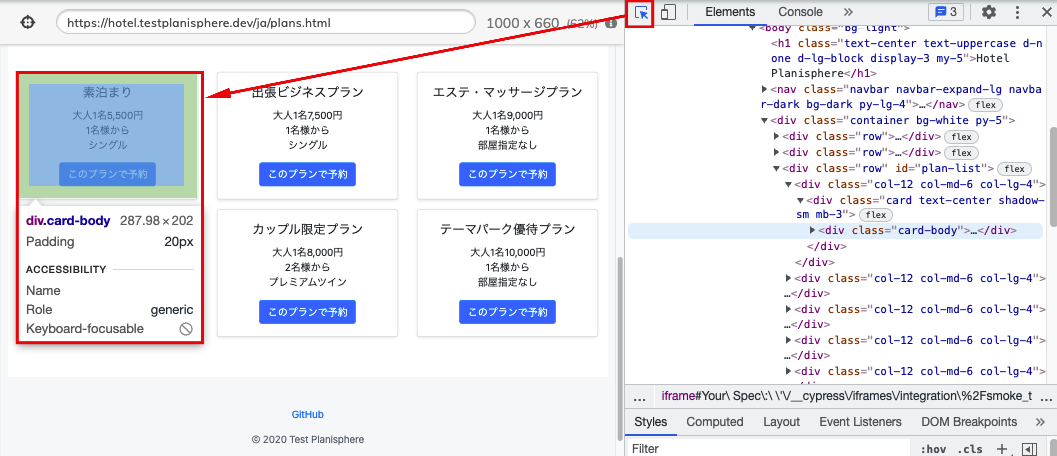 https://hotel.testplanisphere.dev/ja/plans.html
1000 x 660 (62%)
素泊まり
大人1名5,500円
1名様から
シングル
このプランで予約
出張ビジネスプラン
大人1名7,500円
1名様から
シングル
このプランで予約
エステ・マッサージプラン
大人1名9,000円
1名様から
部屋指定なし
このプランで予約
div.card-body 287.98 × 202
Padding 20px
ACCESSIBILITY
Name
Role generic
Keyboard-focusable
カップル限定プラン
大人1名8,000円
2名様から
プレミアムツイン
このプランで予約
テーマパーク優待プラン
大人1名10,000円
1名様から
部屋指定なし
このプランで予約
GitHub
© 2020 Test Planisphere
Elements Console » 3
<body class="bg-light">
<h1 class="text-center text-uppercase d-n
one d-lg-block display-3 my-5">Hotel
Planisphere</h1>
<nav class="navbar navbar-expand-lg navbar
-dark bg-dark py-lg-4">…</nav> flex
<div class="container bg-white py-5">
<div class="row">…</div> flex
<div class="row">…</div> flex
<div class="row" id="plan-list"> flex
<div class="col-12 col-md-6 col-lg-4">
<div class="card text-center shadow-
sm mb-3"> flex
<div class="card-body">…</div>
</div>
</div>
<div class="col-12 col-md-6 col-lg-4">
…</div>
<div class="col-12 col-md-6 col-lg-4">
…</div>
<div class="col-12 col-md-6 col-lg-4">
…</div>
<div class="col-12 col-md-6 col-lg-4">
… iframe#Your\ Spec\:\ \'\/__cypress\/iframes\/integration\%2Fsmoke_t …
Styles Computed Layout Event Listeners DOM Breakpoints »
Filter :hov .cls +